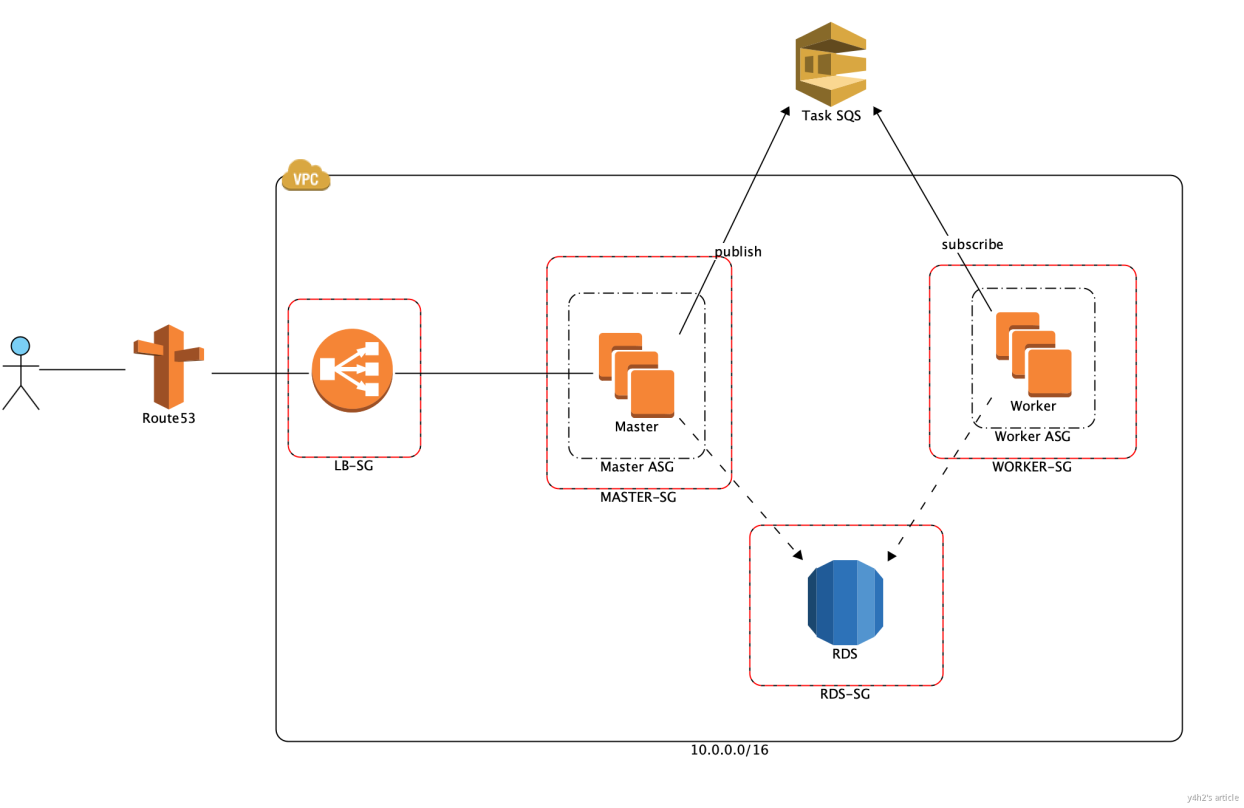 Task SQS
VPC
publish
subscribe
Route53
LB-SG
Master
Master ASG
MASTER-SG
Worker
Worker ASG
WORKER-SG
RDS
RDS-SG
10.0.0.0/16
y4h2's article